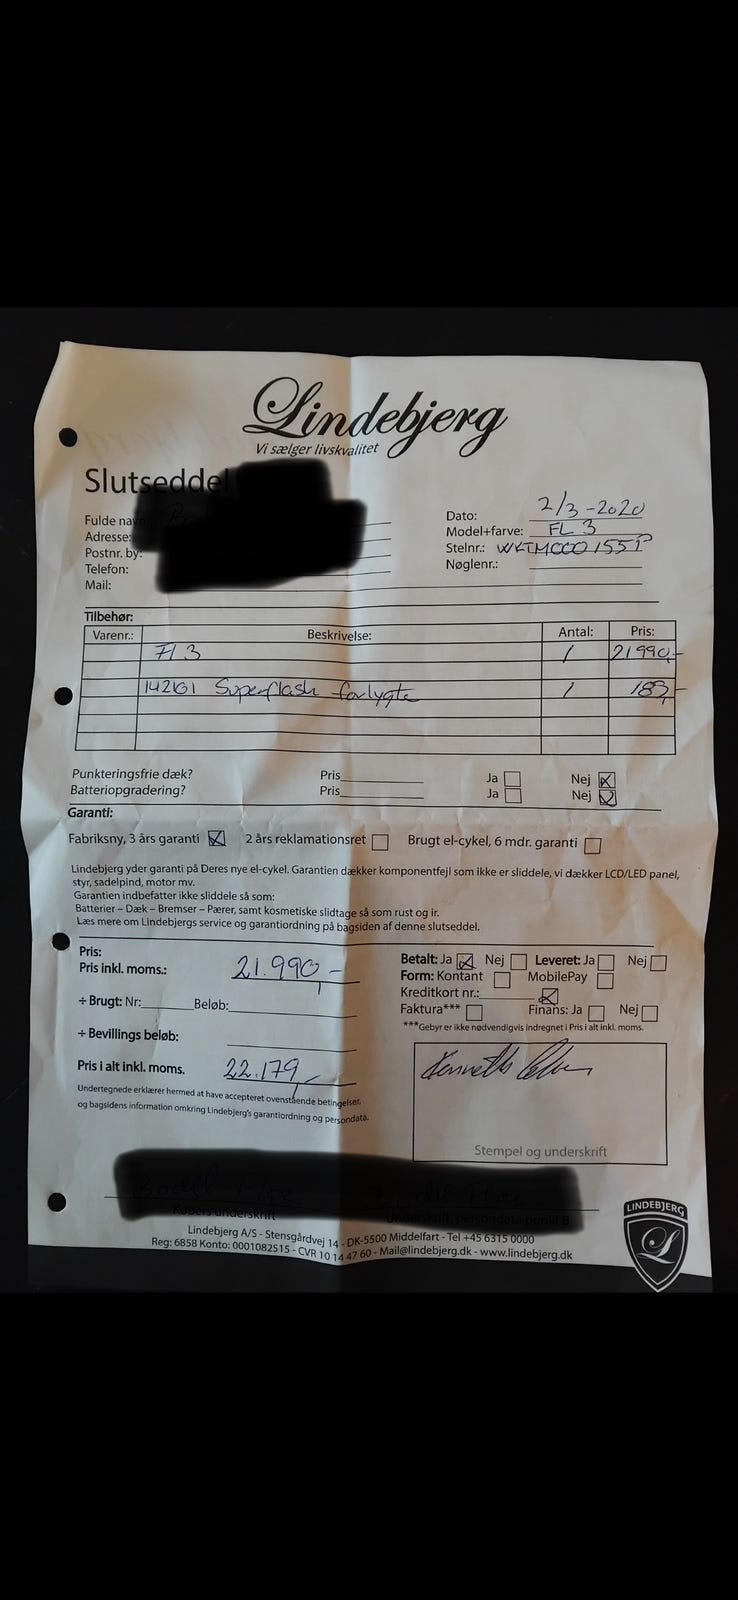 Lindebjerg
Vi sælger livskvalitet
Slutseddel
Fulde navn
Adresse:
Postnr. by:
Telefon:
Mail:
Dato: 2/3-2020
Model+farve: FL 3
Stelnr.: WKTMC000155P
Nøglenr.:
Tilbehør:
Varenr.: Beskrivelse: Antal: Pris:
Fl 3 1 21990,-
142161 Superflash forlygte 1 189,-
Punkteringsfrie dæk? Pris Ja Nej
Batteriopgradering? Pris Ja Nej
Garanti:
Fabriksny, 3 års garanti 2 års reklamationsret Brugt el-cykel, 6 mdr. garanti
Lindebjerg yder garanti på Deres nye el-cykel. Garantien dækker komponentfejl som ikke er sliddele, vi dækker LCD/LED panel,
styr, sadelpind, motor mv.
Garantien indbefatter ikke sliddele så som:
Batterier – Dæk – Bremser – Pærer, samt kosmetiske slidtage så som rust og ir.
Læs mere om Lindebjergs service og garantiordning på bagsiden af denne slutseddel.
Pris:
Pris inkl. moms.: 21.990,-
÷ Brugt: Nr: Beløb:
÷ Bevillings beløb:
Pris i alt inkl. moms. 22.179,-
Undertegnede erklærer hermed at have accepteret ovenstående betingelser,
og bagsidens information omkring Lindebjerg's garantiordning og persondata.
Betalt: Ja Nej Leveret: Ja Nej
Form: Kontant MobilePay
Kreditkort nr.:
Faktura*** Finans: Ja Nej
***Gebyr er ikke nødvendigvis indregnet i Pris i alt inkl. moms.
Stempel og underskrift
Købers underskrift
LINDEBJERG
L
Lindebjerg A/S - Stensgårdvej 14 - DK-5500 Middelfart - Tel +45 6315 0000
Reg: 6858 Konto: 0001082515 - CVR 10 14 47 60 - Mail@lindebjerg.dk - www.lindebjerg.dk